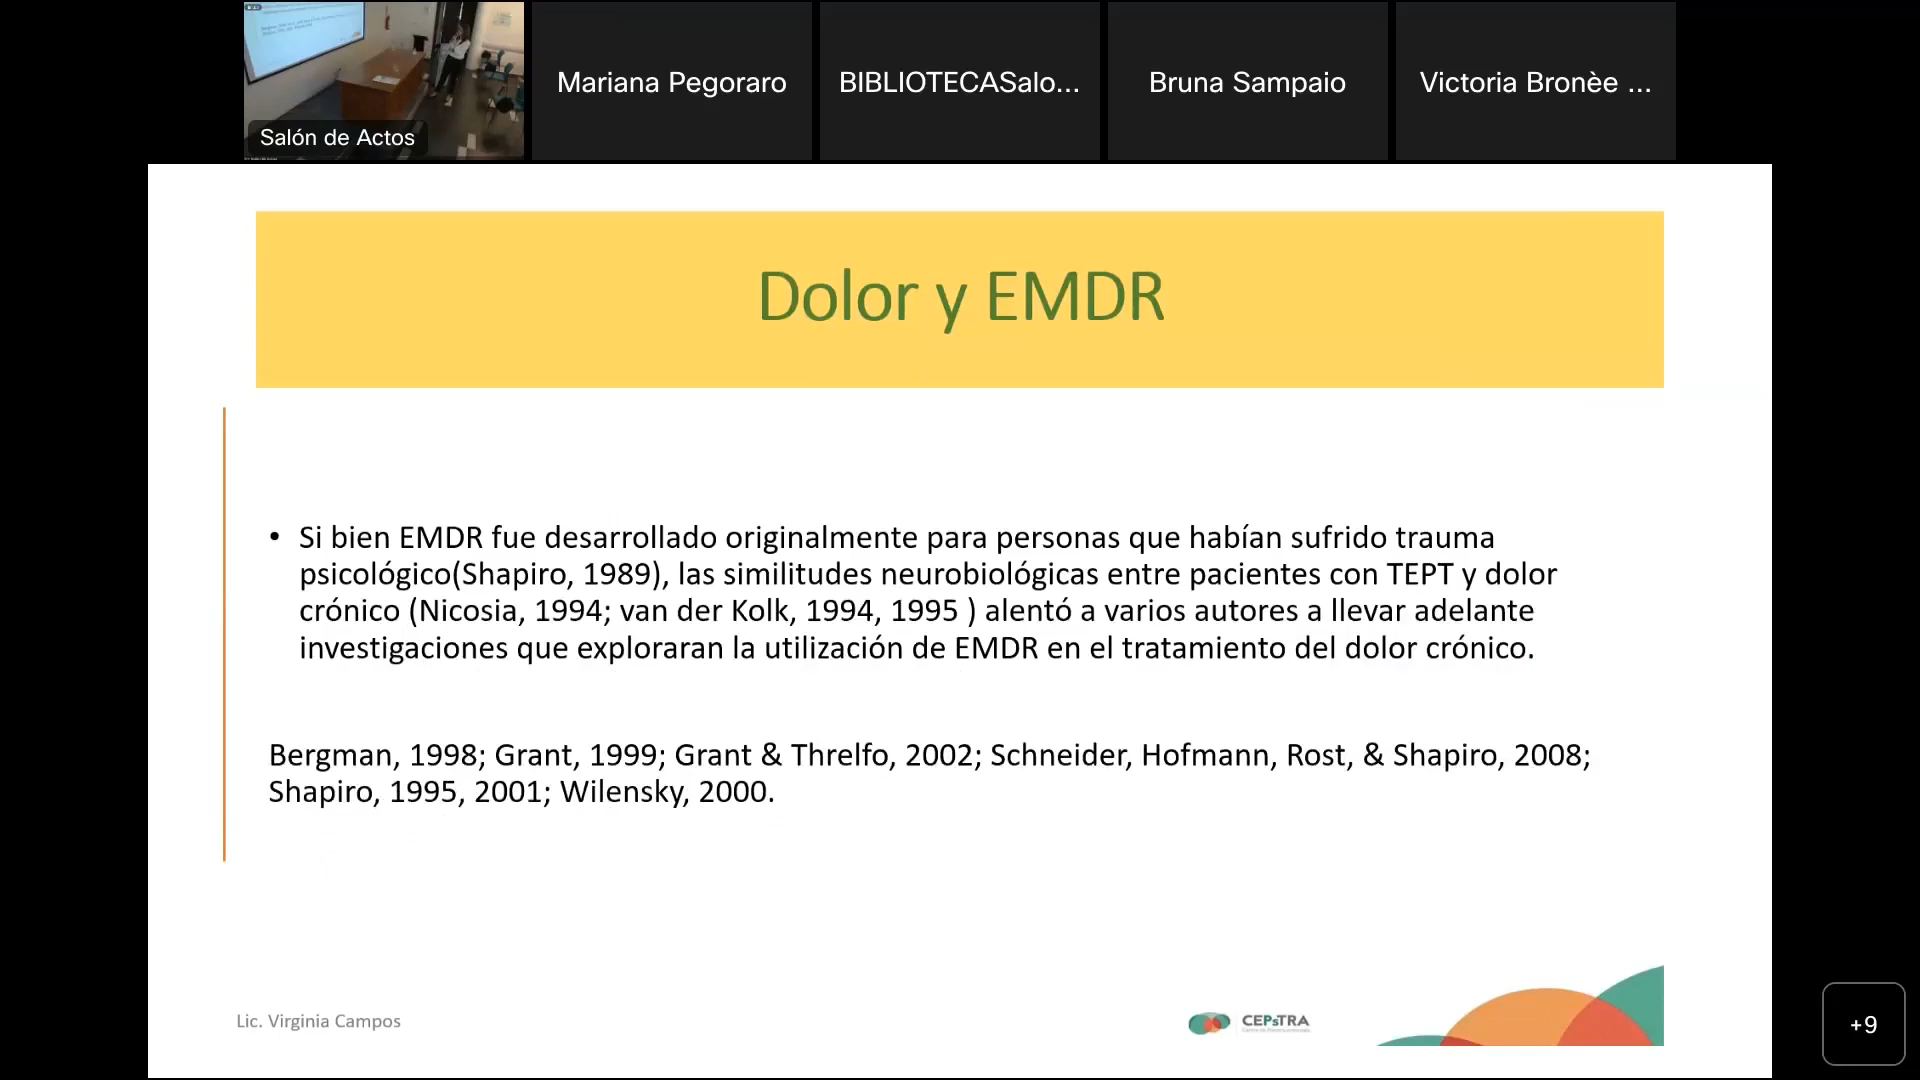 Salón de Actos
Mariana Pegoraro
BIBLIOTECASalo...
Bruna Sampaio
Victoria Bronèe ...
Dolor y EMDR
• Si bien EMDR fue desarrollado originalmente para personas que habían sufrido trauma
psicológico(Shapiro, 1989), las similitudes neurobiológicas entre pacientes con TEPT y dolor
crónico (Nicosia, 1994; van der Kolk, 1994, 1995 ) alentó a varios autores a llevar adelante
investigaciones que exploraran la utilización de EMDR en el tratamiento del dolor crónico.
Bergman, 1998; Grant, 1999; Grant & Threlfo, 2002; Schneider, Hofmann, Rost, & Shapiro, 2008;
Shapiro, 1995, 2001; Wilensky, 2000.
Lic. Virginia Campos
CEPsTRA
+9